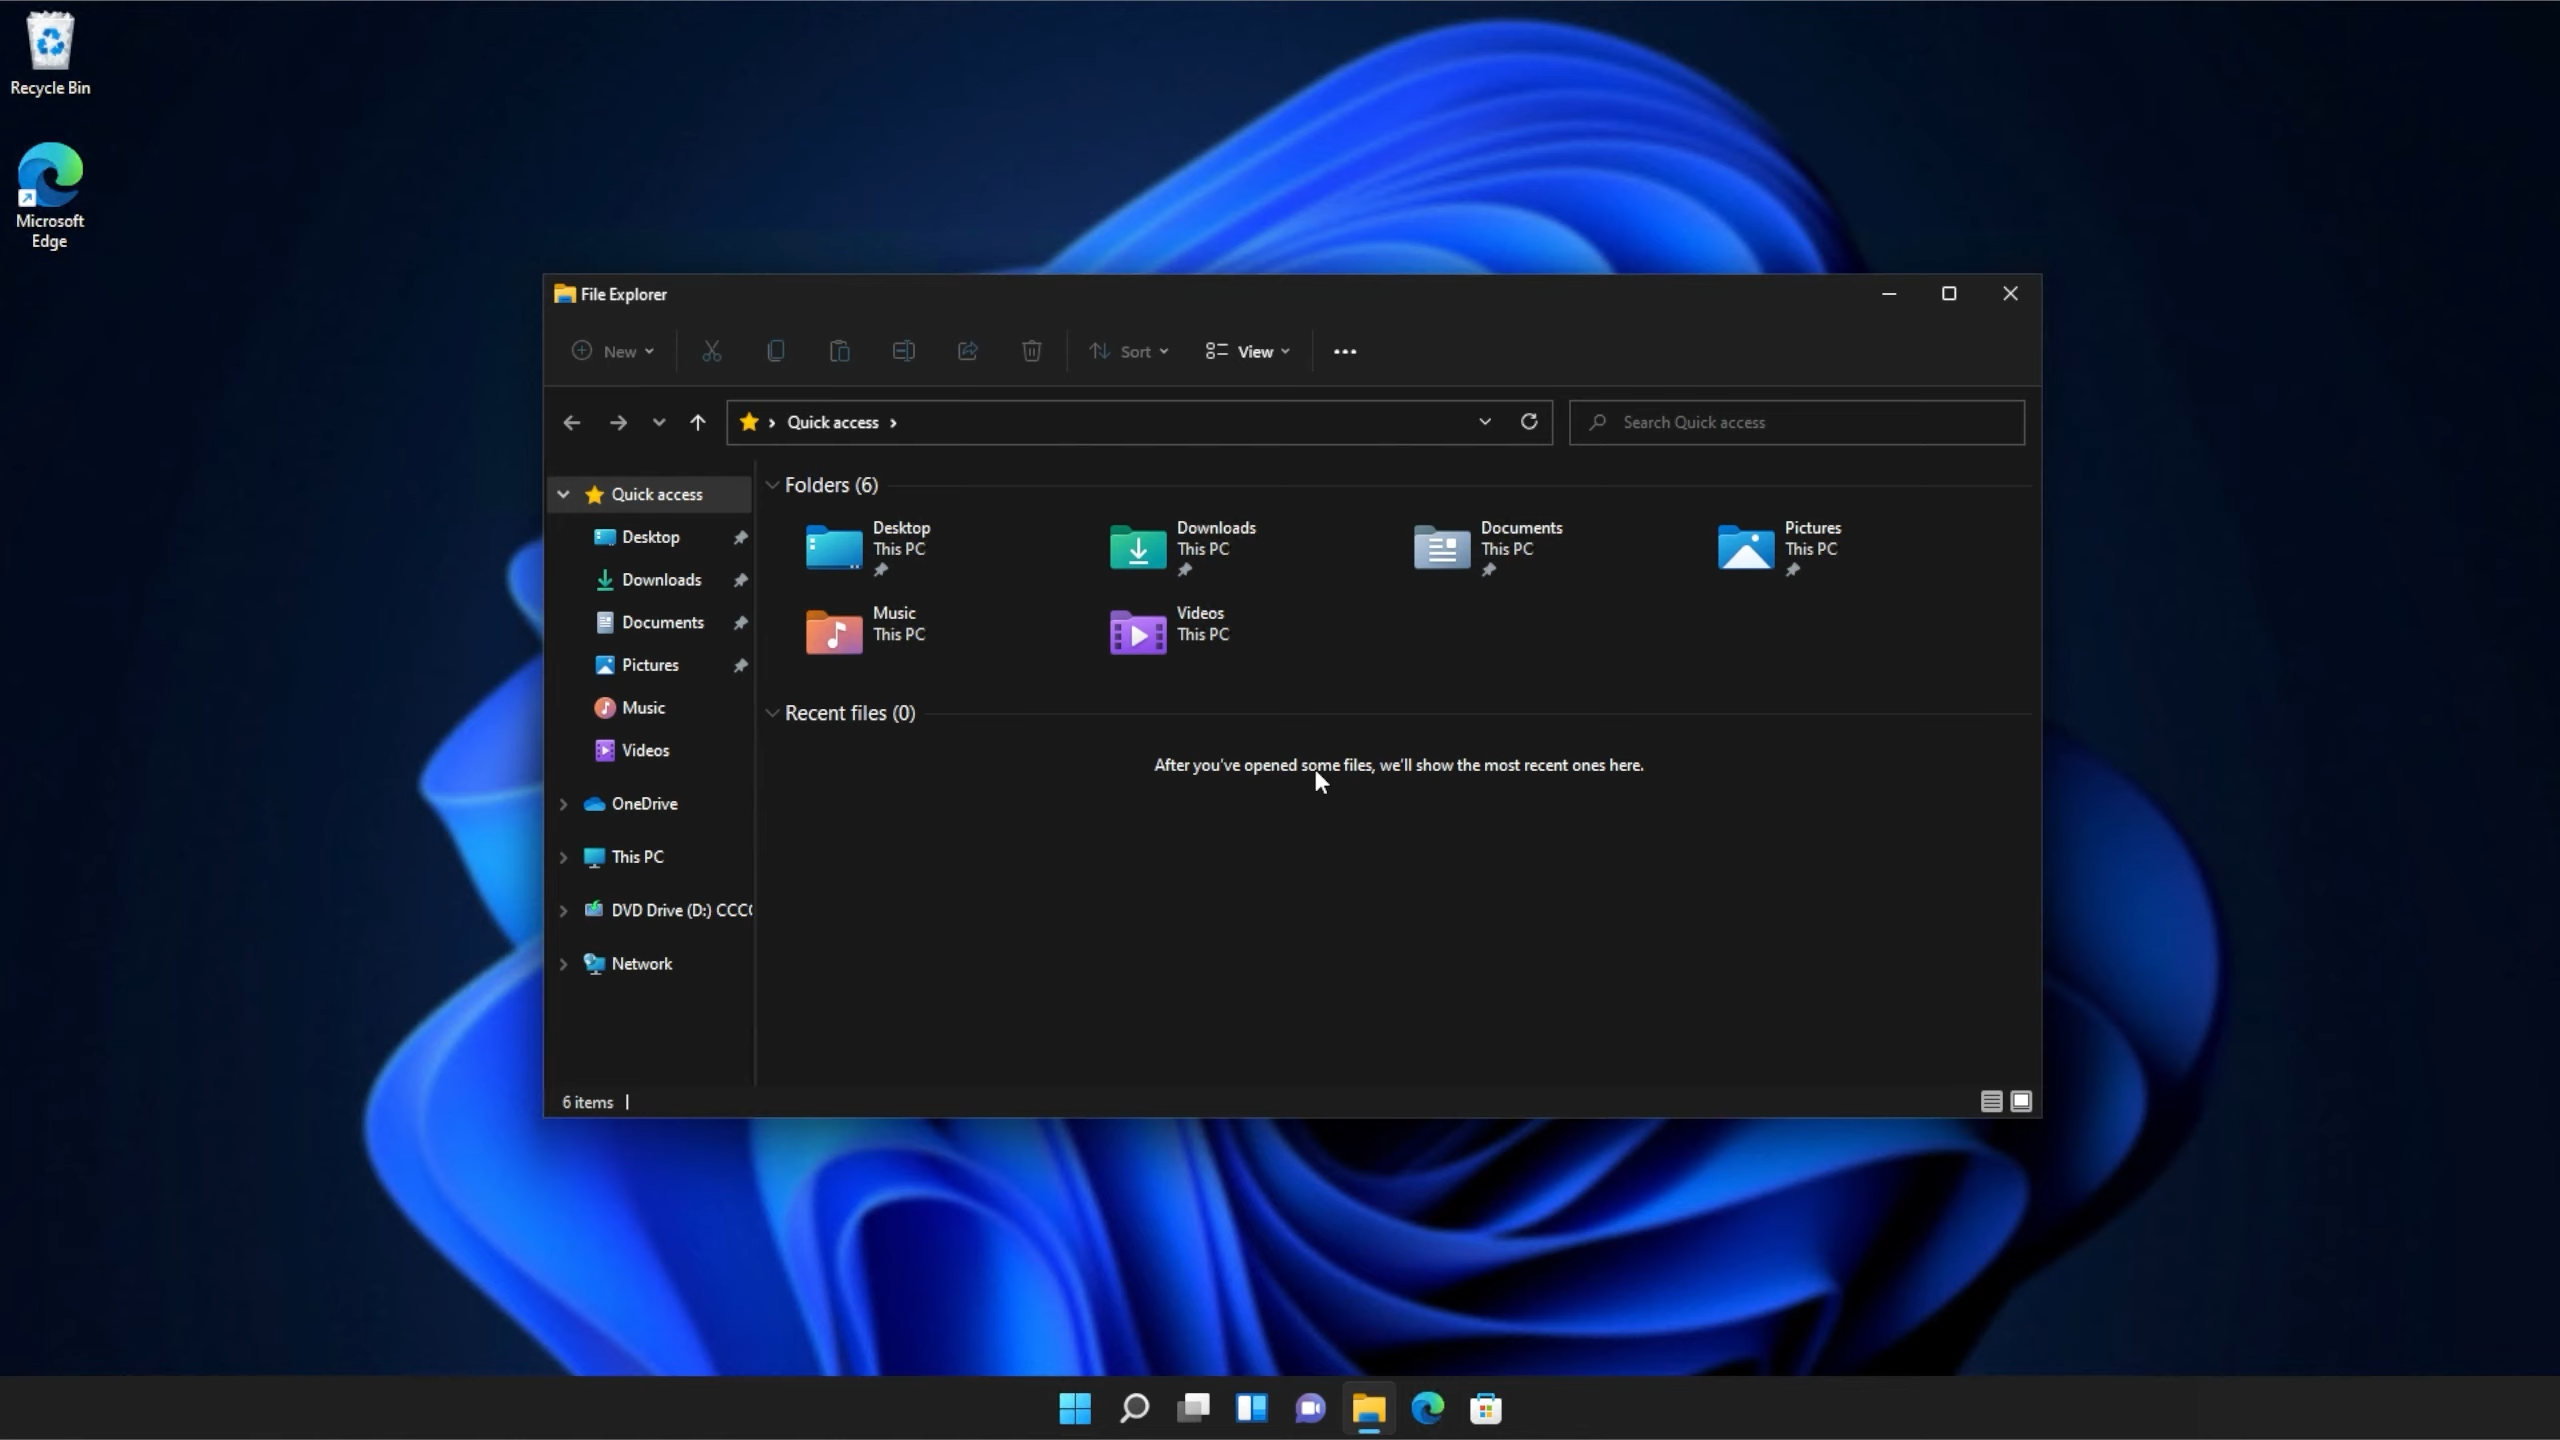 Recycle Bin
Microsoft
Edge
File Explorer
New
Sort
View
Quick access
Search Quick access
Quick access
Desktop
Downloads
Documents
Pictures
Music
Videos
OneDrive
This PC
DVD Drive (D:) CCC
Network
Folders (6)
Desktop
This PC
Downloads
This PC
Documents
This PC
Pictures
This PC
Music
This PC
Videos
This PC
Recent files (0)
After you've opened some files, we'll show the most recent ones here.
6 items